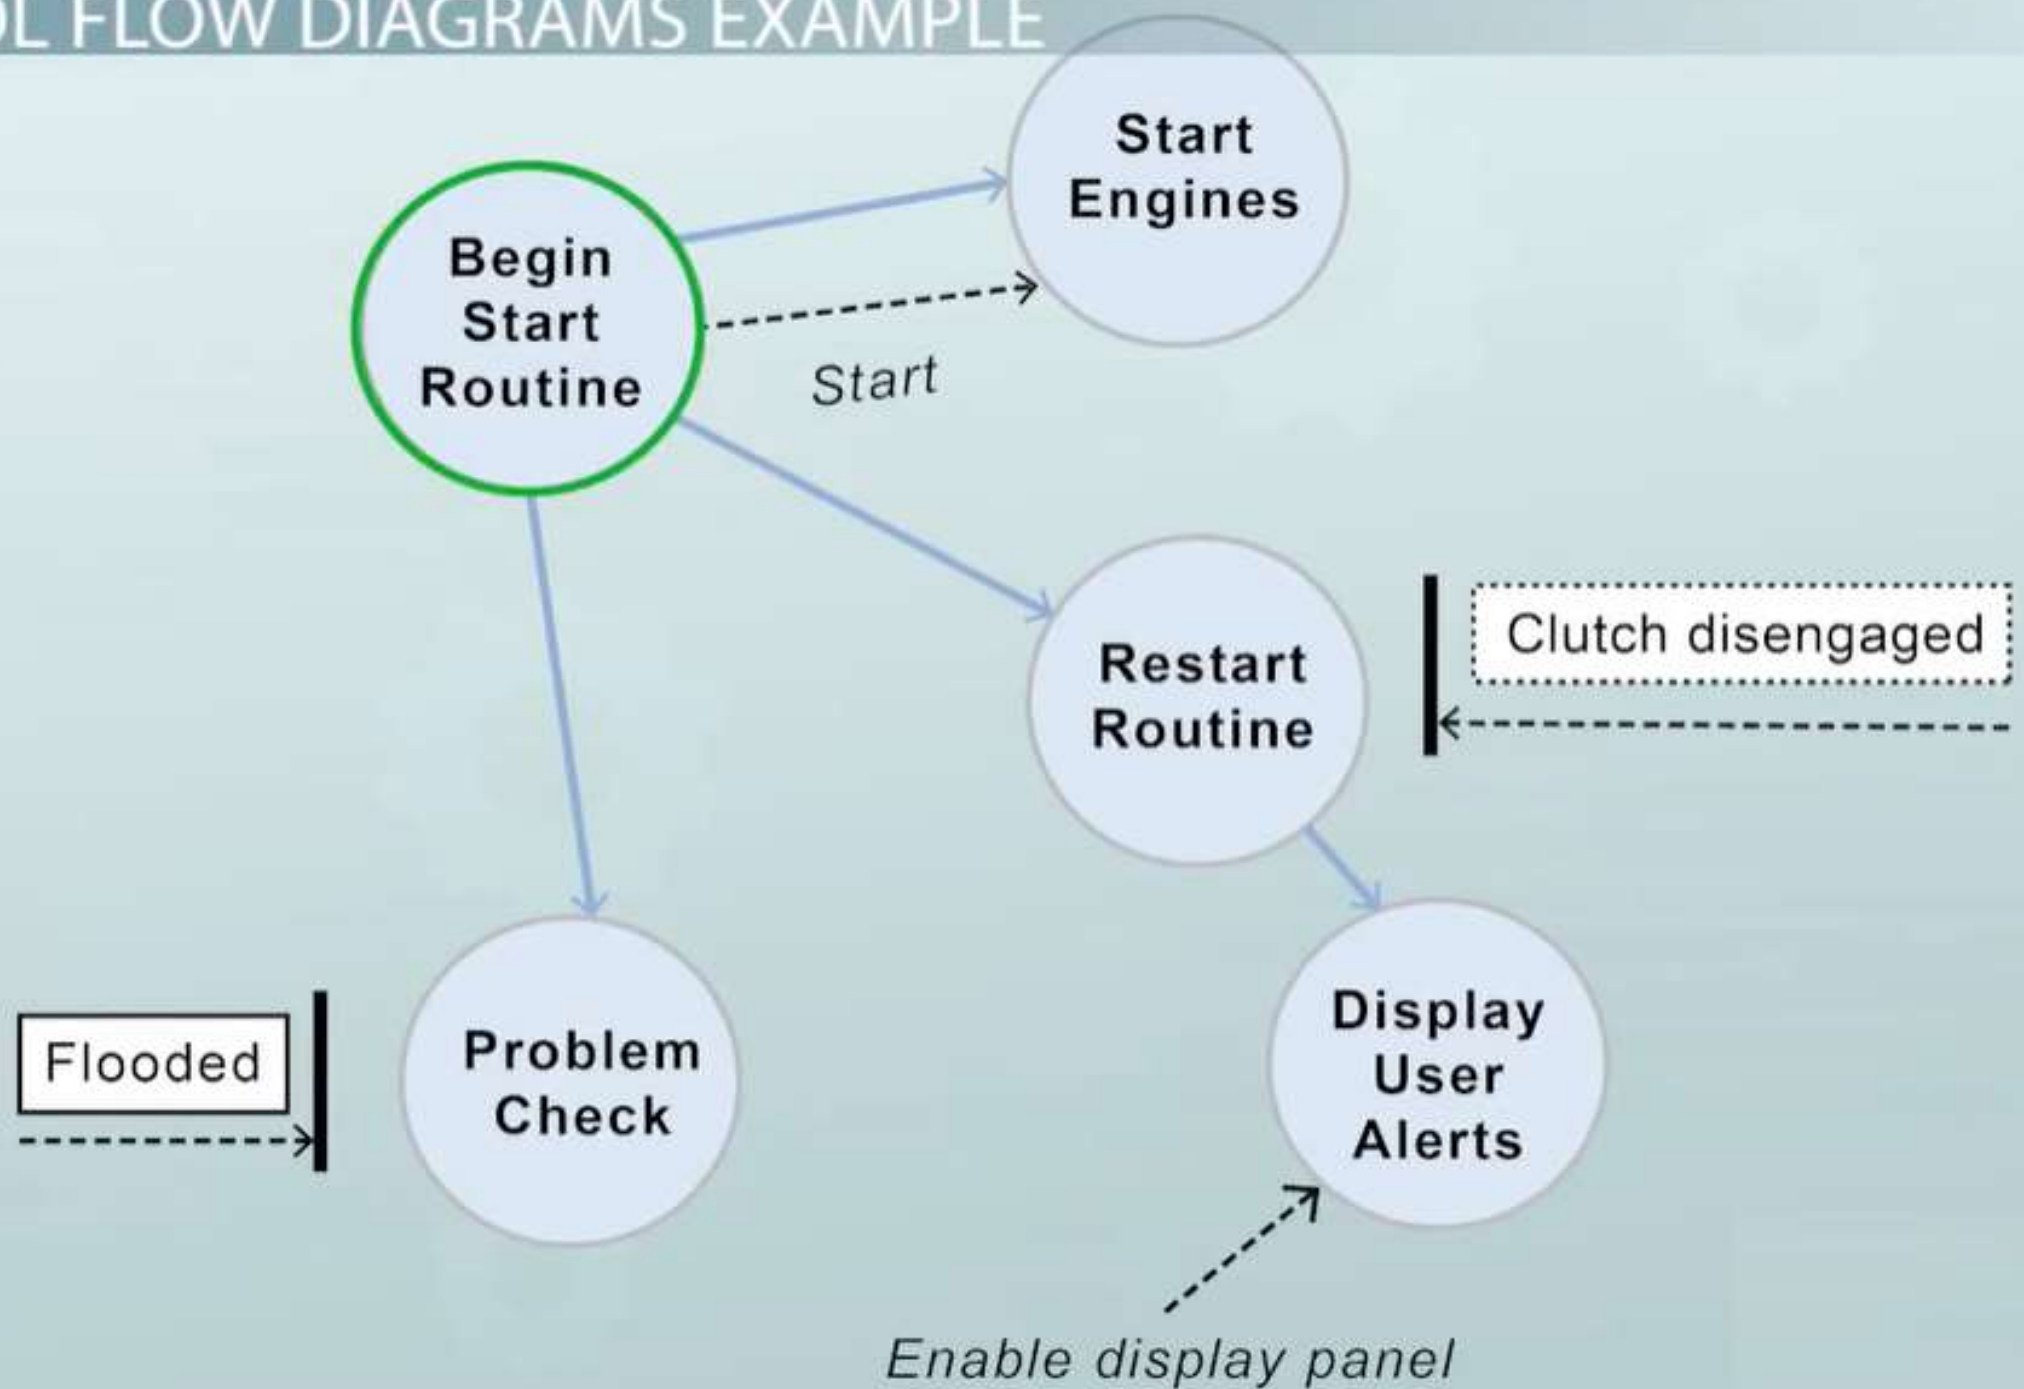 OL FLOW DIAGRAMS EXAMPLE
Start
Engines
Begin
Start
Routine
Start
Restart
Routine
Clutch disengaged
Flooded
Problem
Check
Display
User
Alerts
Enable display panel